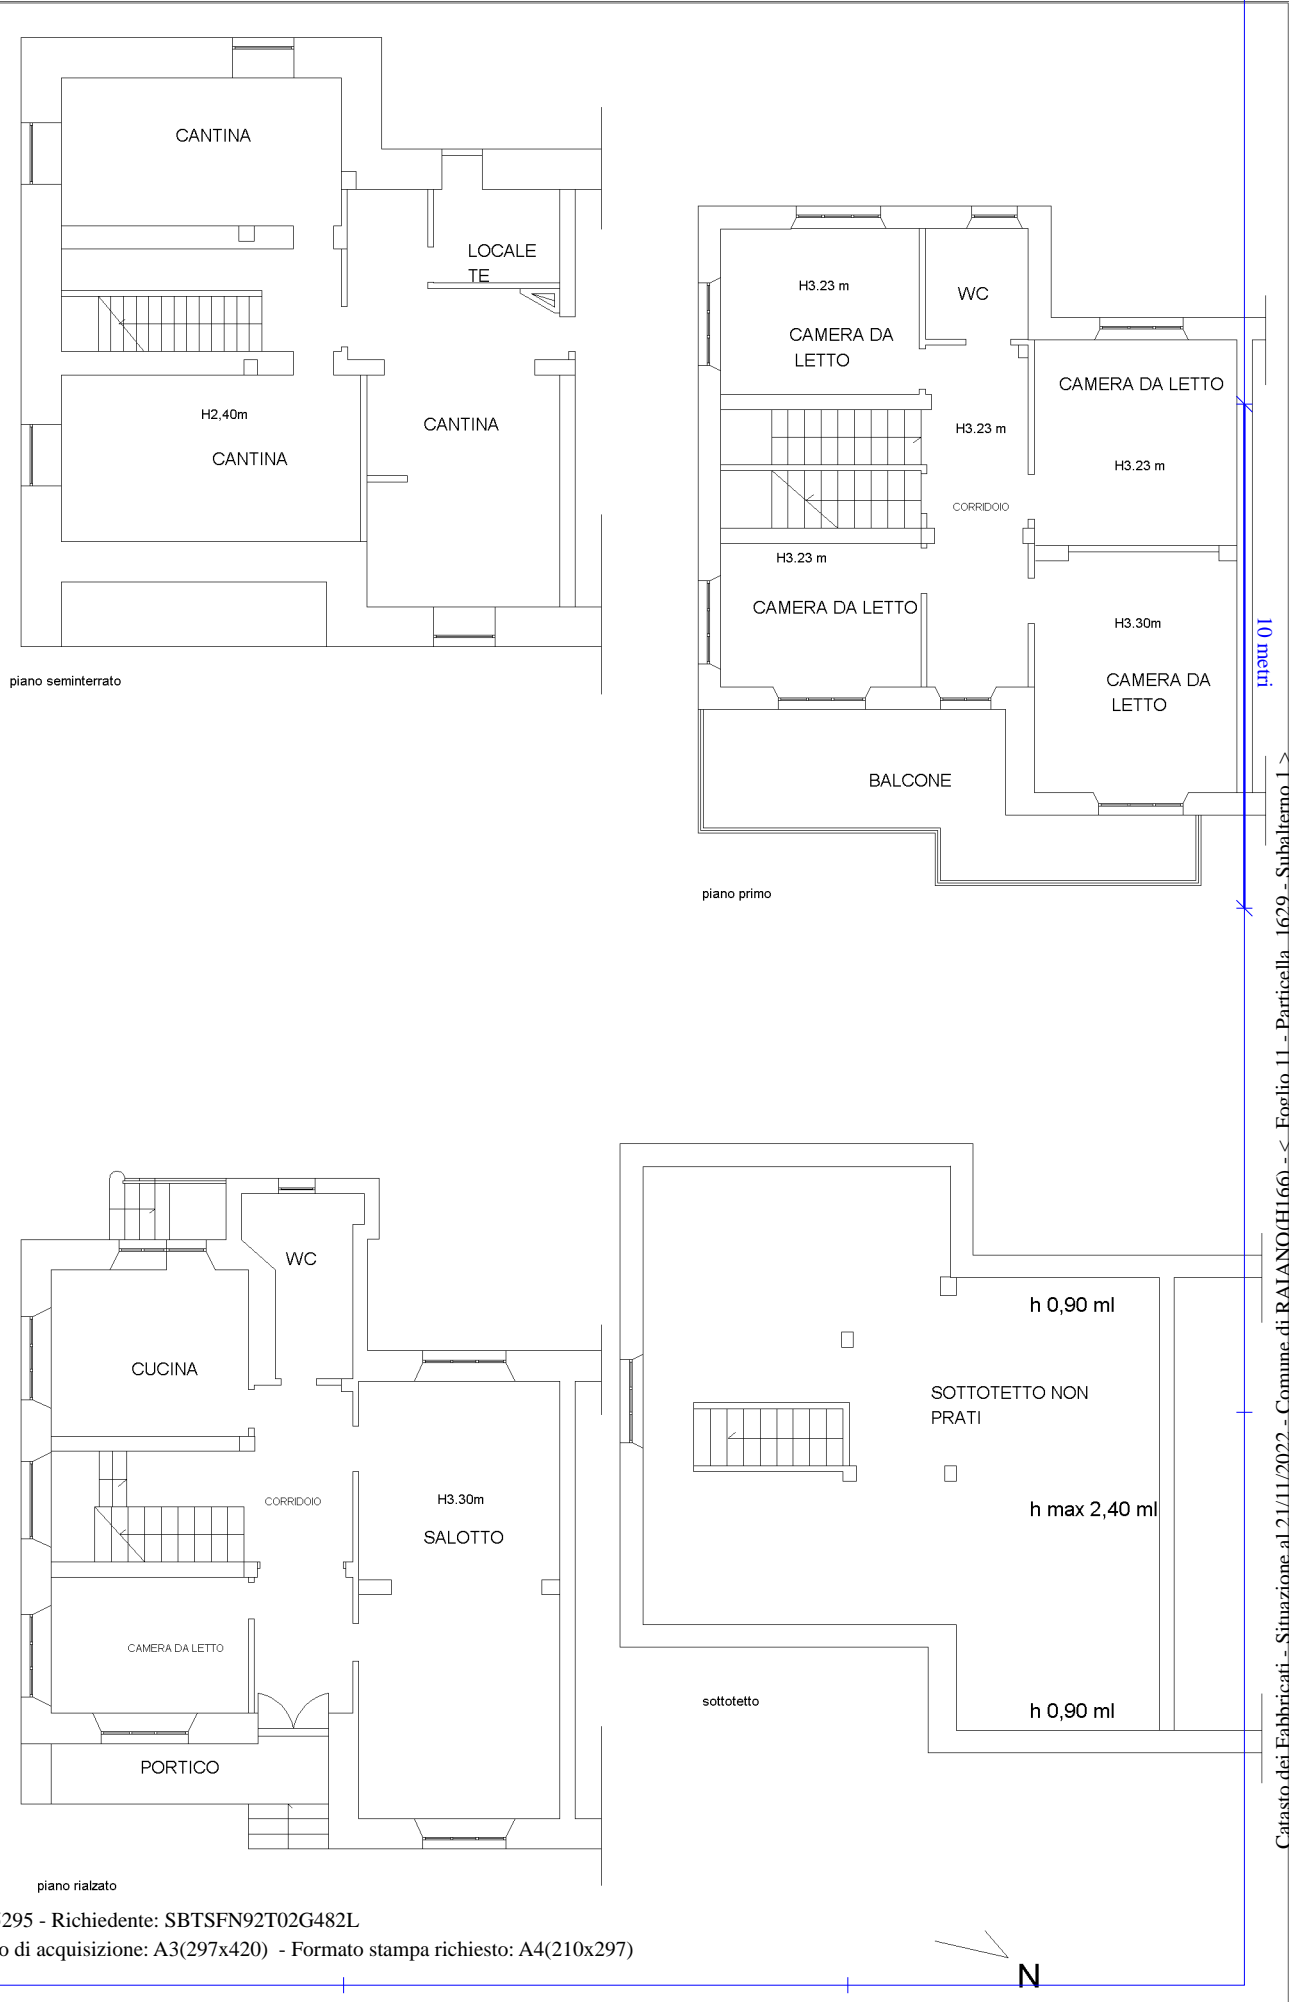 CANTINA
LOCALE
TE
H2,40m
CANTINA
CANTINA
piano seminterrato
H3.23 m
WC
CAMERA DA
LETTO
CAMERA DA LETTO
H3.23 m
H3.23 m
CORRIDOIO
H3.23 m
CAMERA DA LETTO
H3.30m
CAMERA DA
LETTO
BALCONE
piano primo
10 metri
WC
CUCINA
CORRIDOIO
H3.30m
SALOTTO
CAMERA DA LETTO
PORTICO
piano rialzato
h 0,90 ml
SOTTOTETTO NON
PRATI
h max 2,40 ml
h 0,90 ml
sottotetto
Catasto dei Fabbricati - Situazione al 21/11/2022 - Comune di RAIANO(H166) - < Foglio 11 - Particella 1629 - Subalterno 1 >
295 - Richiedente: SBTSFN92T02G482L
o di acquisizione: A3(297x420) - Formato stampa richiesto: A4(210x297)
N